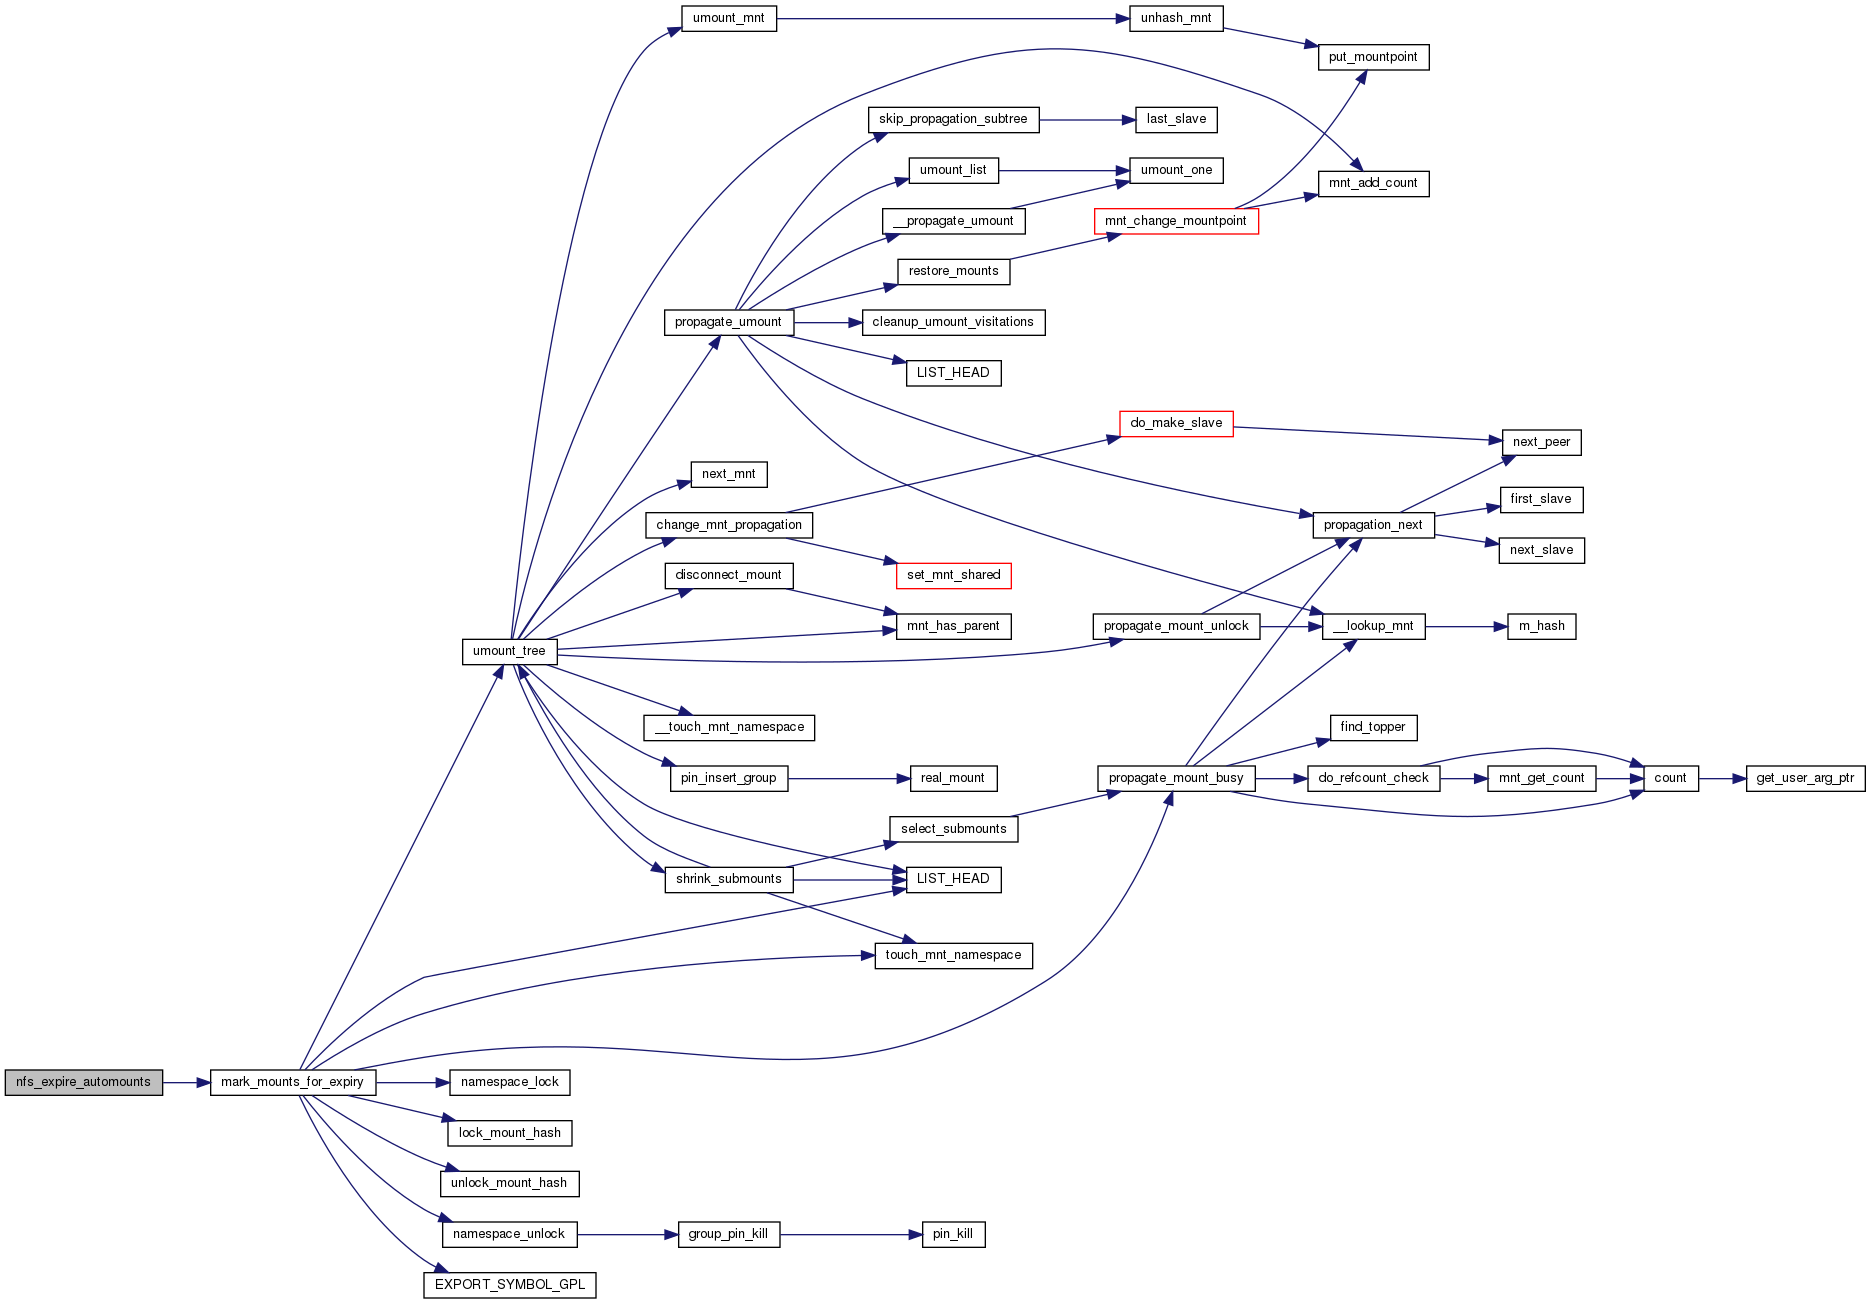 umount_mnt
unhash_mnt
put_mountpoint
skip_propagation_subtree
last_slave
umount_list
umount_one
mnt_add_count
__propagate_umount
mnt_change_mountpoint
restore_mounts
propagate_umount
cleanup_umount_visitations
LIST_HEAD
do_make_slave
next_peer
next_mnt
first_slave
change_mnt_propagation
propagation_next
next_slave
disconnect_mount
set_mnt_shared
mnt_has_parent
propagate_mount_unlock
__lookup_mnt
m_hash
umount_tree
__touch_mnt_namespace
find_topper
pin_insert_group
real_mount
propagate_mount_busy
do_refcount_check
mnt_get_count
count
get_user_arg_ptr
select_submounts
shrink_submounts
LIST_HEAD
touch_mnt_namespace
nfs_expire_automounts
mark_mounts_for_expiry
namespace_lock
lock_mount_hash
unlock_mount_hash
namespace_unlock
group_pin_kill
pin_kill
EXPORT_SYMBOL_GPL